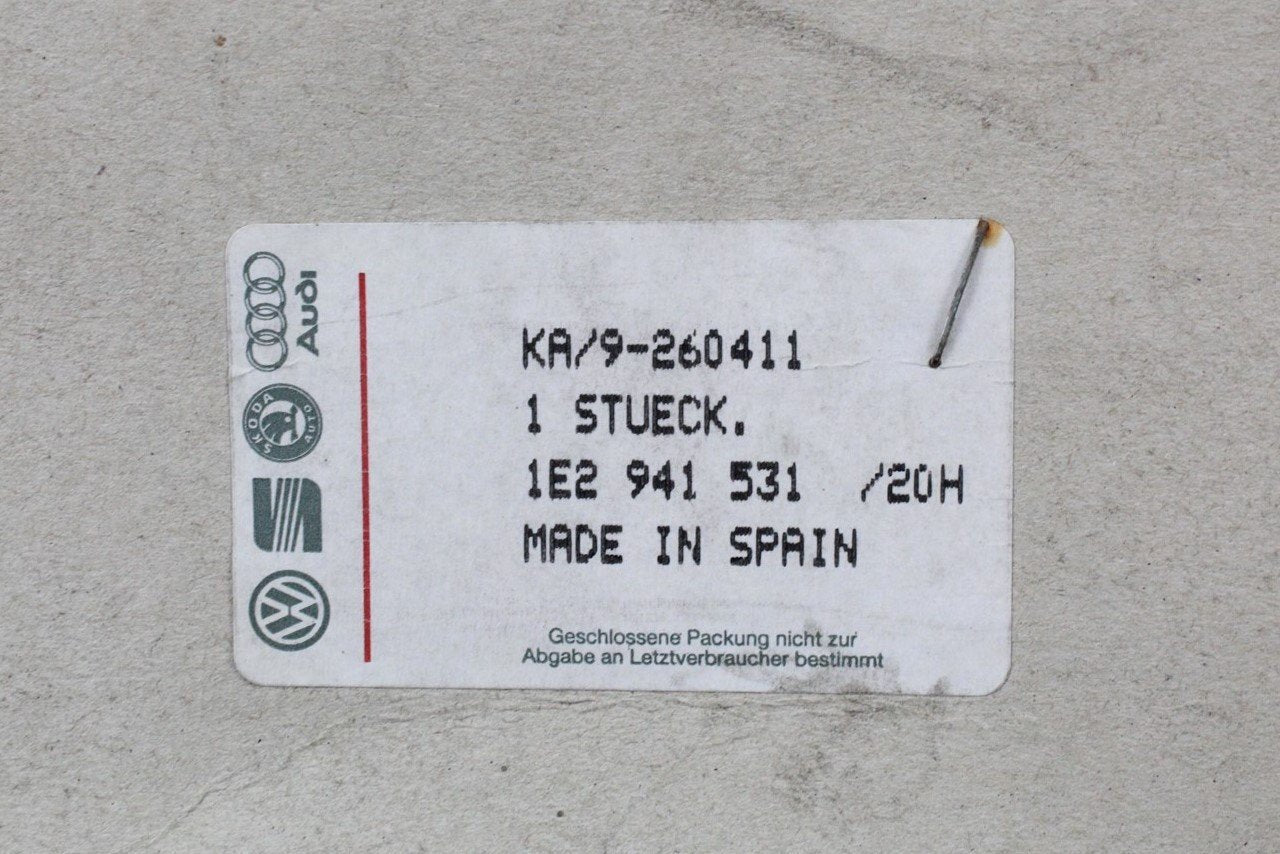 Audi
SKODA
AUTO
KA/9-260411
1 STUECK.
1E2 941 531 /20H
MADE IN SPAIN
Geschlossene Packung nicht zur
Abgabe an Letztverbraucher bestimmt